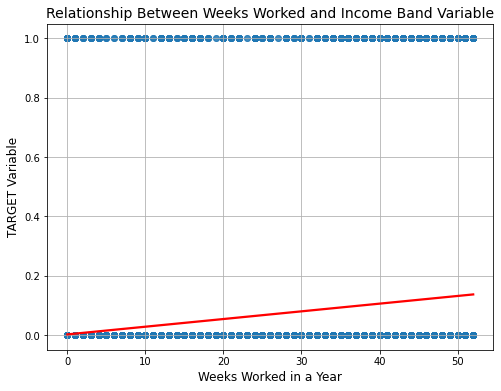 Relationship Between Weeks Worked and Income Band Variable
1.0
0.8
0.6
0.4
0.2
0.0
TARGET Variable
0 10 20 30 40 50
Weeks Worked in a Year